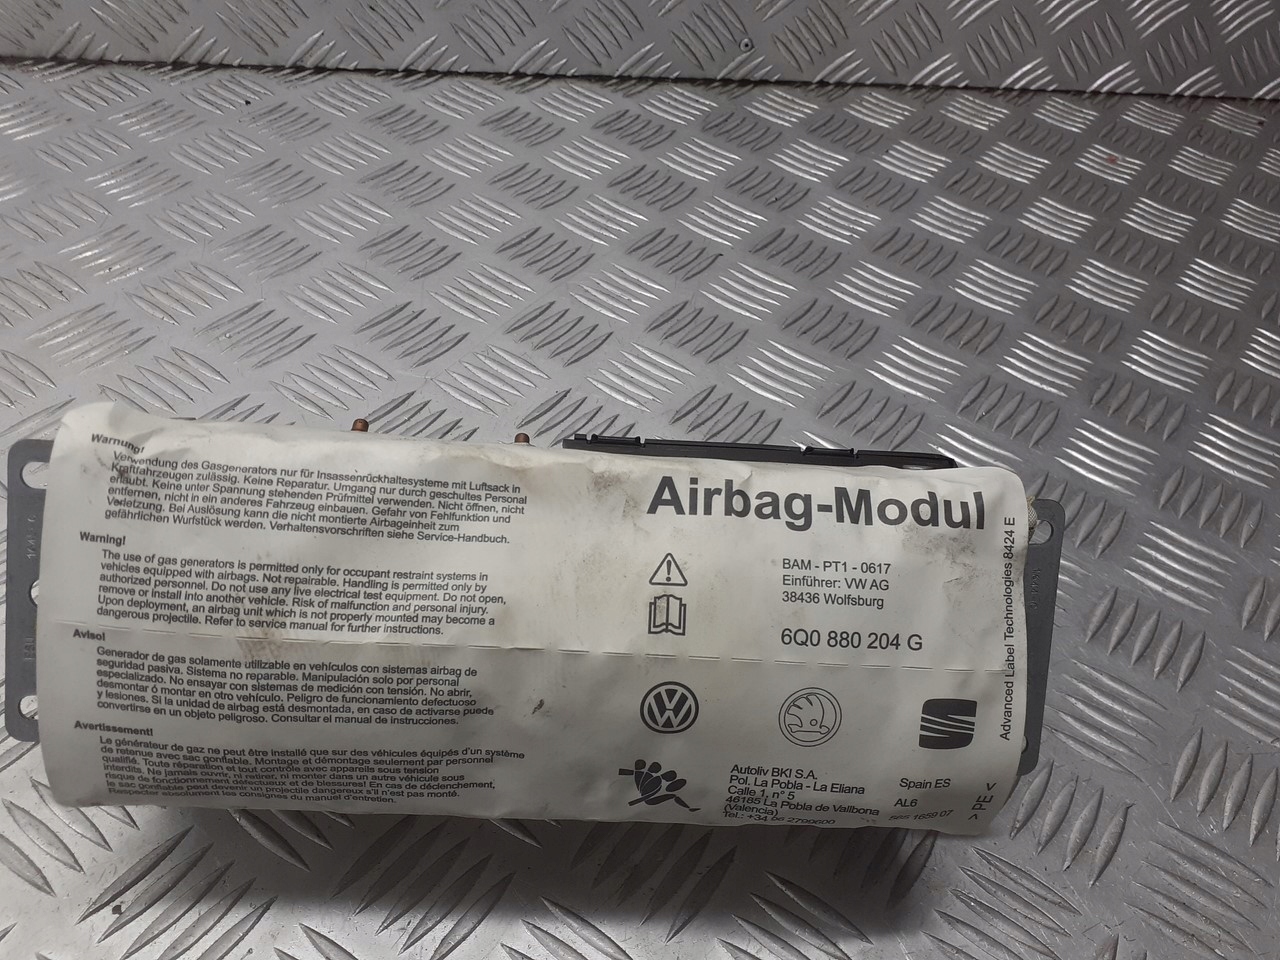 Warnung!
Verwendung des Gasgenerators nur für Insassenrückhaltesysteme mit Luftsack in
Kraftfahrzeugen zulässig. Keine Reparatur. Umgang nur durch geschultes Personal
erlaubt. Keine unter Spannung stehenden Prüfmittel verwenden. Nicht öffnen, nicht
entfernen, nicht in ein anderes Fahrzeug einbauen. Gefahr von Fehlfunktion und
Verletzung. Bei Auslösung kann die nicht montierte Airbageinheit zum
gefährlichen Wurfstück werden. Verhaltensvorschriften siehe Service-Handbuch.
Warning!
The use of gas generators is permitted only for occupant restraint systems in
vehicles equipped with airbags. Not repairable. Handling is permitted only by
authorized personnel. Do not use any live electrical test equipment. Do not open,
remove or install into another vehicle. Risk of malfunction and personal injury.
Upon deployment, an airbag unit which is not properly mounted may become a
dangerous projectile. Refer to service manual for further instructions.
Aviso!
Generador de gas solamente utilizable en vehículos con sistemas airbag de
seguridad pasiva. Sistema no reparable. Manipulación solo por personal
especializado. No ensayar con sistemas de medición con tensión. No abrir,
desmontar ó montar en otro vehículo. Peligro de funcionamiento defectuoso
y lesiones. Si la unidad de airbag está desmontada, en caso de activarse puede
convertirse en un objeto peligroso. Consultar el manual de instrucciones.
Avertissement!
Le générateur de gaz ne peut être installé que sur des véhicules équipés d'un système
de retenue avec sac gonflable. Montage et démontage seulement par personnel
qualifié. Toute réparation et tout contrôle avec appareils sous tension
interdits. Ne jamais ouvrir, ni retirer, ni monter dans un autre véhicule sous
risque de fonctionnement défectueux et de blessures! En cas de déclenchement,
le sac gonflable peut devenir un projectile dangereux s'il n'est pas monté.
Respecter absolument les consignes du manuel d'entretien.
Airbag-Modul
BAM - PT1 - 0617
Einführer: VW AG
38436 Wolfsburg
6Q0 880 204 G
Autoliv BKI S.A.
Pol. La Pobla - La Eliana
Calle 1, n° 5
46185 La Pobla de Vallbona
(Valencia)
Tel.: +34 96 2799600
Spain ES
AL6
566 1659 07
Advanced Label Technologies 8424 E
> PE <